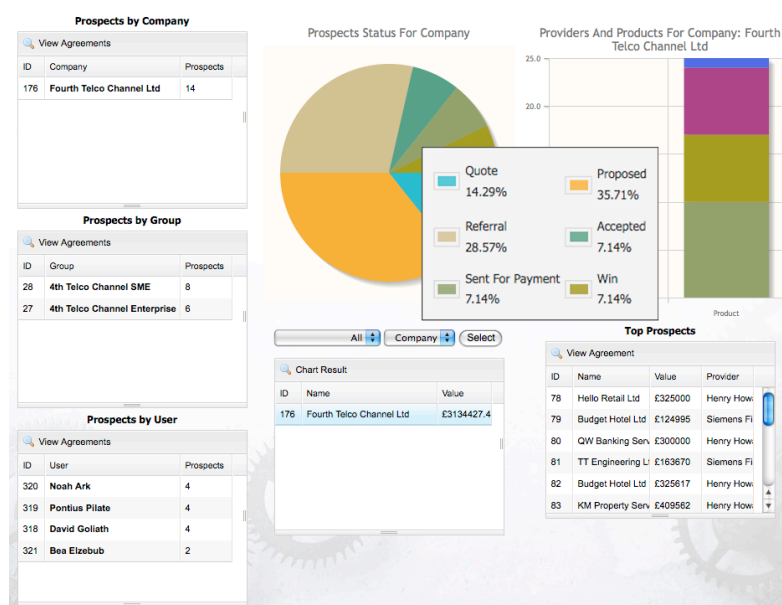 Prospects by Company
View Agreements
ID Company Prospects
176 Fourth Telco Channel Ltd 14
Prospects by Group
View Agreements
ID Group Prospects
28 4th Telco Channel SME 8
27 4th Telco Channel Enterprise 6
Prospects by User
View Agreements
ID User Prospects
320 Noah Ark 4
319 Pontius Pilate 4
318 David Goliath 4
321 Bea Elzebub 2
Prospects Status For Company
Quote
14.29%
Proposed
35.71%
Referral
28.57%
Accepted
7.14%
Sent For Payment
7.14%
Win
7.14%
All Company Select
Chart Result
ID Name Value
176 Fourth Telco Channel Ltd £3134427.4
Providers And Products For Company: Fourth
Telco Channel Ltd
25.0
20.0
Product
Top Prospects
View Agreement
ID Name Value Provider
78 Hello Retail Ltd £325000 Henry How
79 Budget Hotel Ltd £124995 Siemens Fi
80 QW Banking Serv £300000 Henry How
81 TT Engineering L £163670 Siemens Fi
82 Budget Hotel Ltd £325617 Henry How
83 KM Property Serv £409562 Henry How